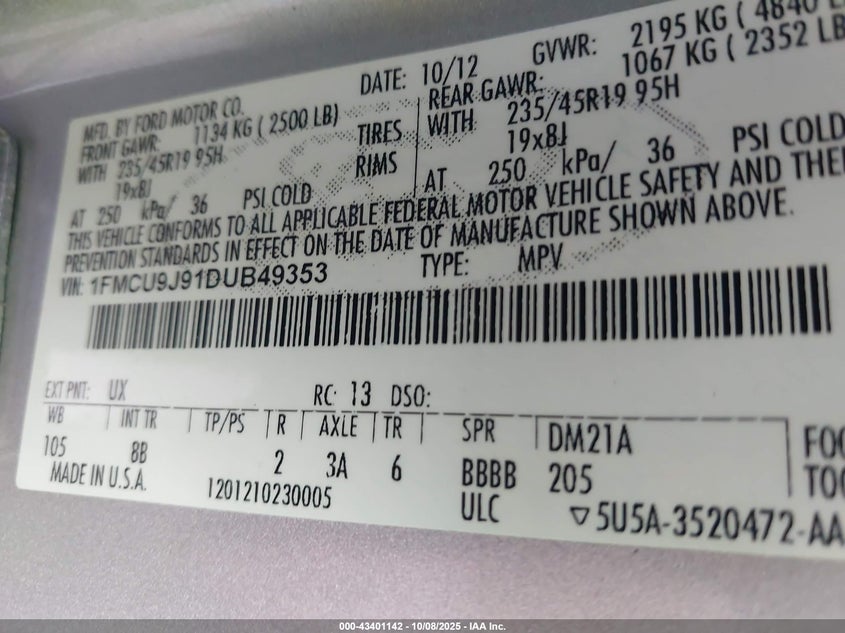 MFD. BY FORD MOTOR CO.
DATE: 10/12
GVWR: 2195 KG ( 4840
FRONT GAWR: 1134 KG ( 2500 LB)
REAR GAWR: 1067 KG ( 2352 LB
WITH 235/45R19 95H TIRES WITH 235/45R19 95H
19x8J RIMS 19x8J
AT 250 kPa/ 36 PSI COLD AT 250 kPa/ 36 PSI COLD
THIS VEHICLE CONFORMS TO ALL APPLICABLE FEDERAL MOTOR VEHICLE SAFETY AND THE
PREVENTION STANDARDS IN EFFECT ON THE DATE OF MANUFACTURE SHOWN ABOVE.
VIN: 1FMCU9J91DUB49353 TYPE: MPV
EXT PNT: UX RC: 13 DSO:
WB INT TR TP/PS R AXLE TR SPR DM21A FO
105 8B 2 3A 6 BBBB 205 TO
MADE IN U.S.A. 1201210230005 ULC ▽5U5A-3520472-AA
000-43401142 - 10/08/2025 - IAA Inc.